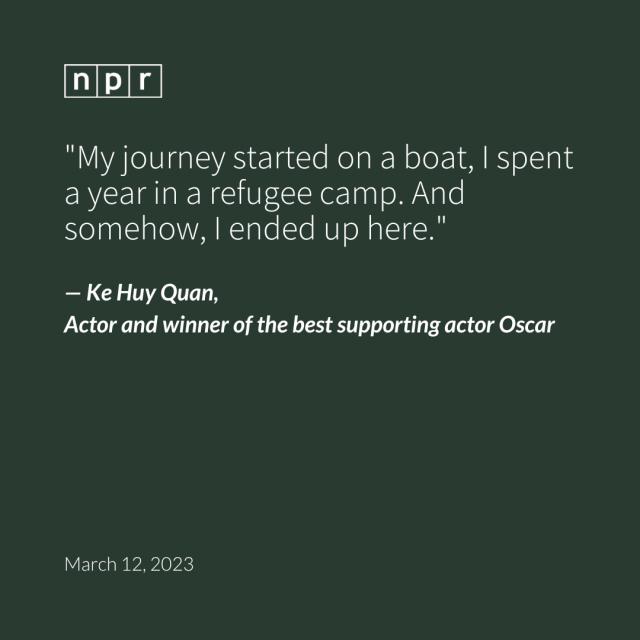 npr
"My journey started on a boat, I spent
a year in a refugee camp. And
somehow, I ended up here."
— Ke Huy Quan,
Actor and winner of the best supporting actor Oscar
March 12, 2023